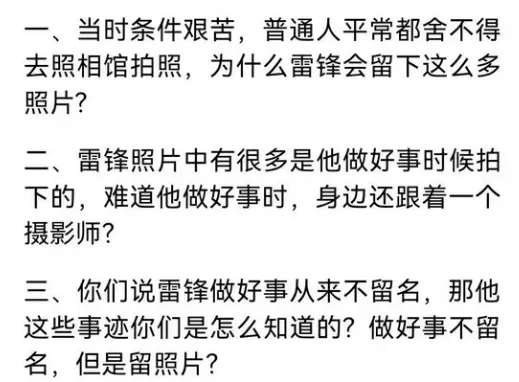 一、当时条件艰苦，普通人平常都舍不得
去照相馆拍照，为什么雷锋会留下这么多
照片？
二、雷锋照片中有很多是他做好事时候拍
下的，难道他做好事时，身边还跟着一个
摄影师？
三、你们说雷锋做好事从来不留名，那他
这些事迹你们是怎么知道的？做好事不留
名，但是留照片？